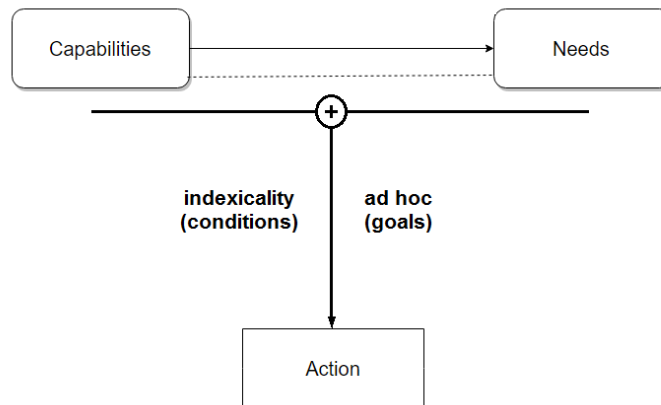 Capabilities
Needs
+
indexicality
(conditions)
ad hoc
(goals)
Action